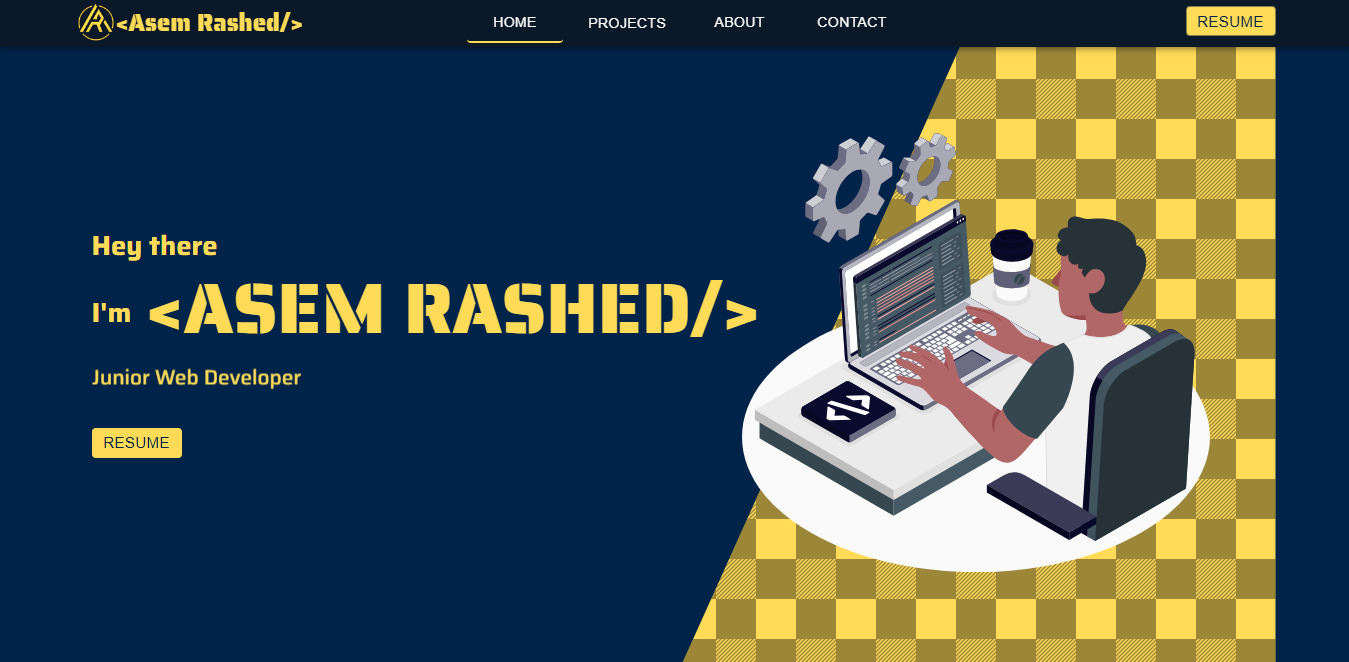 <Asem Rashed/>
HOME PROJECTS ABOUT CONTACT
RESUME
Hey there
I'm <ASEM RASHED/>
Junior Web Developer
RESUME
</>